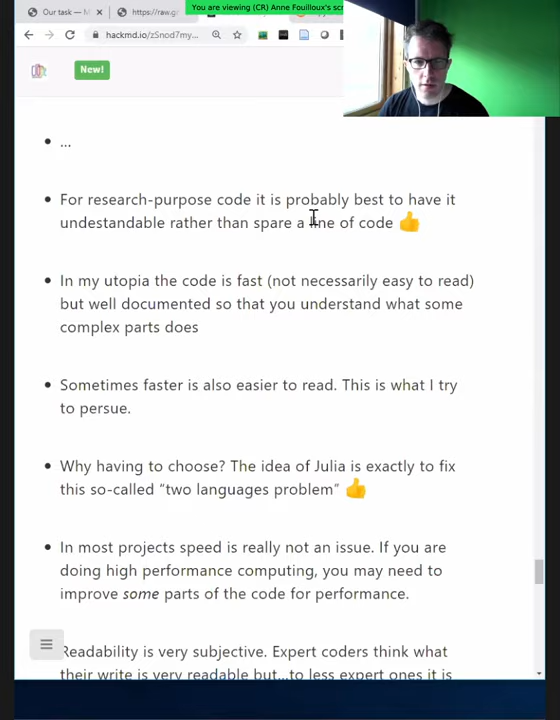 You are viewing (CR) Anne Fouilloux's scr
Our task — M
https://raw.g
hackmd.io/zSnod7my...
New!
...
For research-purpose code it is probably best to have it
undestandable rather than spare a line of code 👍
In my utopia the code is fast (not necessarily easy to read)
but well documented so that you understand what some
complex parts does
Sometimes faster is also easier to read. This is what I try
to persue.
Why having to choose? The idea of Julia is exactly to fix
this so-called “two languages problem” 👍
In most projects speed is really not an issue. If you are
doing high performance computing, you may need to
improve some parts of the code for performance.
Readability is very subjective. Expert coders think what
their write is very readable but...to less expert ones it is